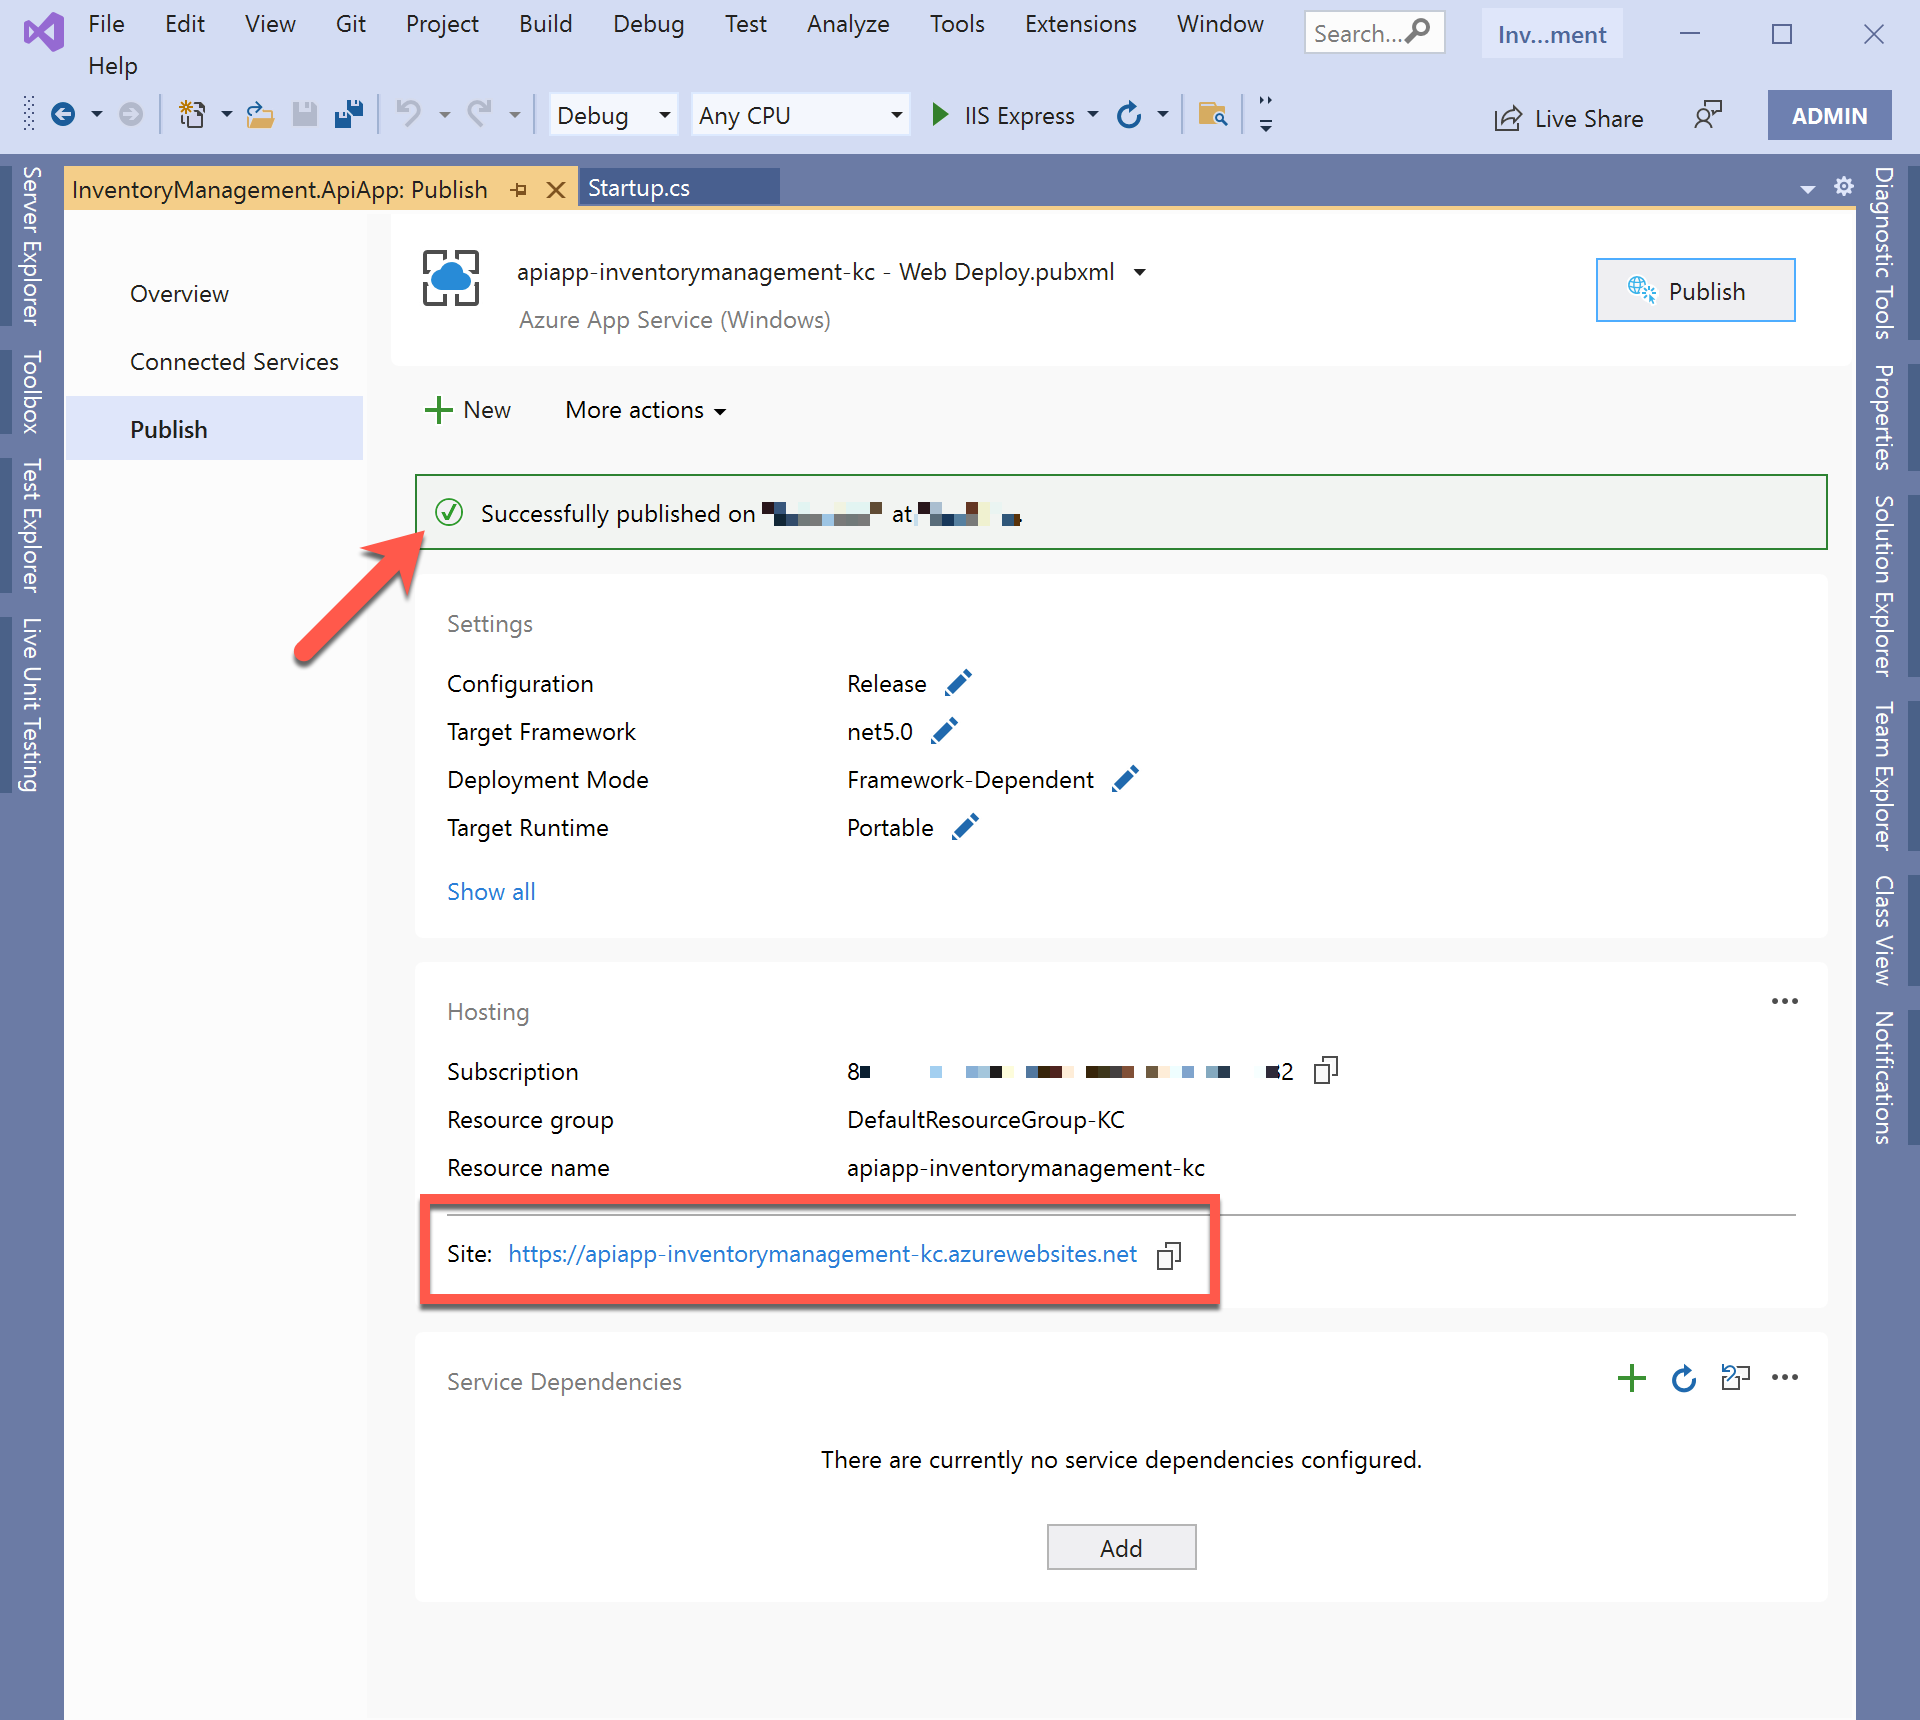 File Edit View Git Project Build Debug Test Analyze Tools Extensions Window Search... Inv...ment
Help
Debug Any CPU IIS Express Live Share ADMIN
InventoryManagement.ApiApp: Publish Startup.cs
Server Explorer
Toolbox
Test Explorer
Live Unit Testing
Overview
Connected Services
Publish
apiapp-inventorymanagement-kc - Web Deploy.pubxml
Azure App Service (Windows)
Publish
New More actions
Successfully published on at
Settings
Configuration Release
Target Framework net5.0
Deployment Mode Framework-Dependent
Target Runtime Portable
Show all
Hosting
Subscription 8 2
Resource group DefaultResourceGroup-KC
Resource name apiapp-inventorymanagement-kc
Site: https://apiapp-inventorymanagement-kc.azurewebsites.net
Service Dependencies
There are currently no service dependencies configured.
Add
Diagnostic Tools
Properties
Solution Explorer
Team Explorer
Class View
Notifications